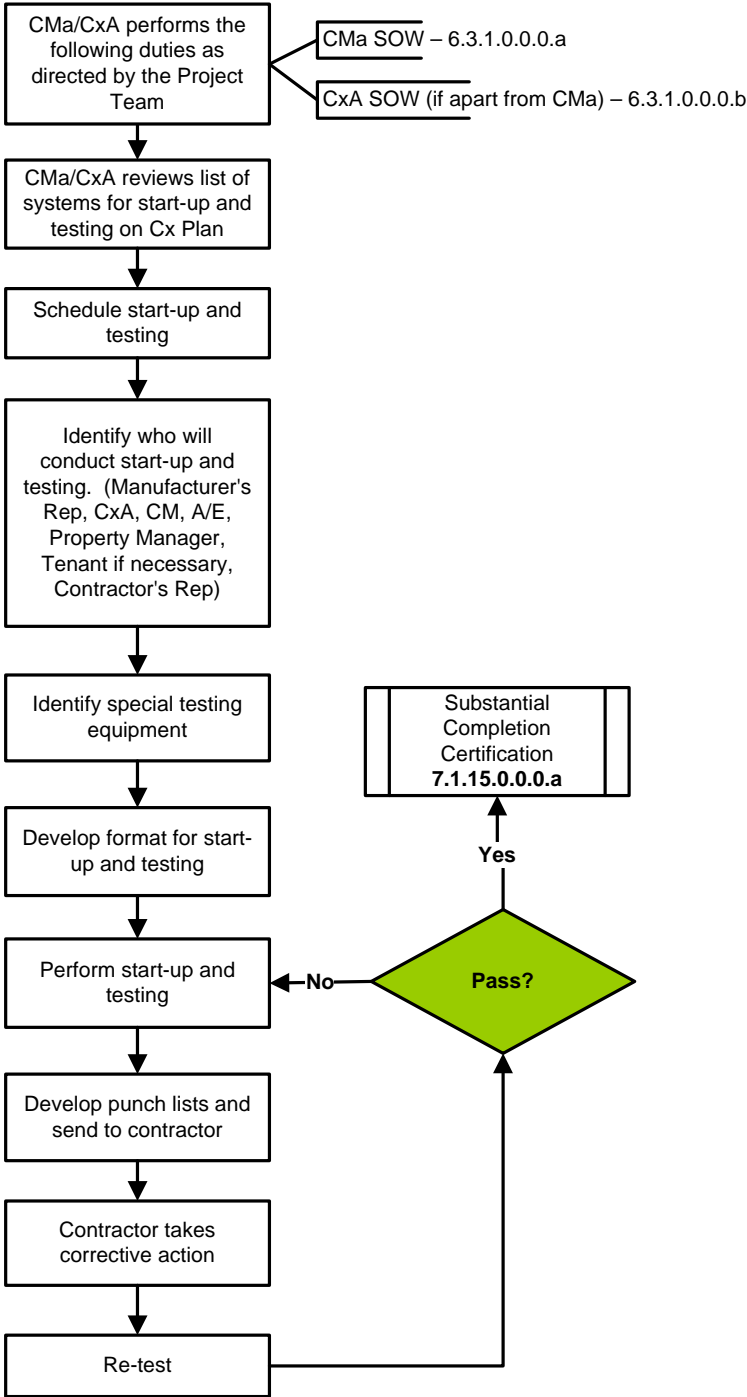 CMa/CxA performs the
following duties as
directed by the Project
Team
CMa SOW – 6.3.1.0.0.0.a
CxA SOW (if apart from CMa) – 6.3.1.0.0.0.b
CMa/CxA reviews list of
systems for start-up and
testing on Cx Plan
Schedule start-up and
testing
Identify who will
conduct start-up and
testing. (Manufacturer's
Rep, CxA, CM, A/E,
Property Manager,
Tenant if necessary,
Contractor's Rep)
Identify special testing
equipment
Develop format for start-
up and testing
Perform start-up and
testing
Develop punch lists and
send to contractor
Contractor takes
corrective action
Re-test
Pass?
No
Yes
Substantial
Completion
Certification
7.1.15.0.0.0.a